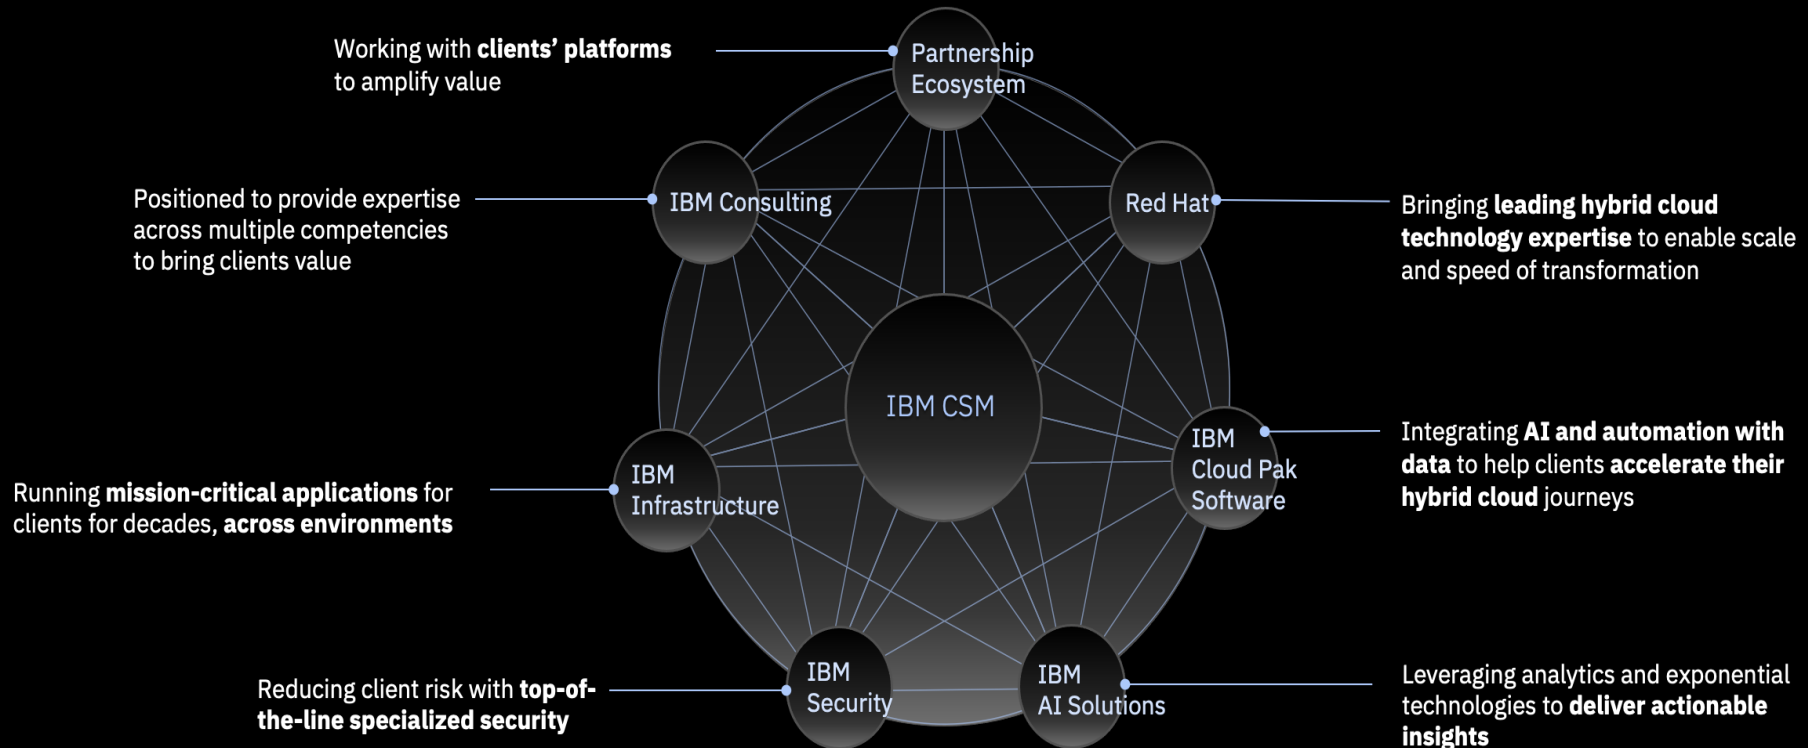 Working with clients’ platforms
to amplify value
Partnership
Ecosystem
Positioned to provide expertise
across multiple competencies
to bring clients value
IBM Consulting
Red Hat
Bringing leading hybrid cloud
technology expertise to enable scale
and speed of transformation
IBM CSM
Running mission-critical applications for
clients for decades, across environments
IBM
Infrastructure
IBM
Cloud Pak
Software
Integrating AI and automation with
data to help clients accelerate their
hybrid cloud journeys
Reducing client risk with top-of-
the-line specialized security
IBM
Security
IBM
AI Solutions
Leveraging analytics and exponential
technologies to deliver actionable
insights